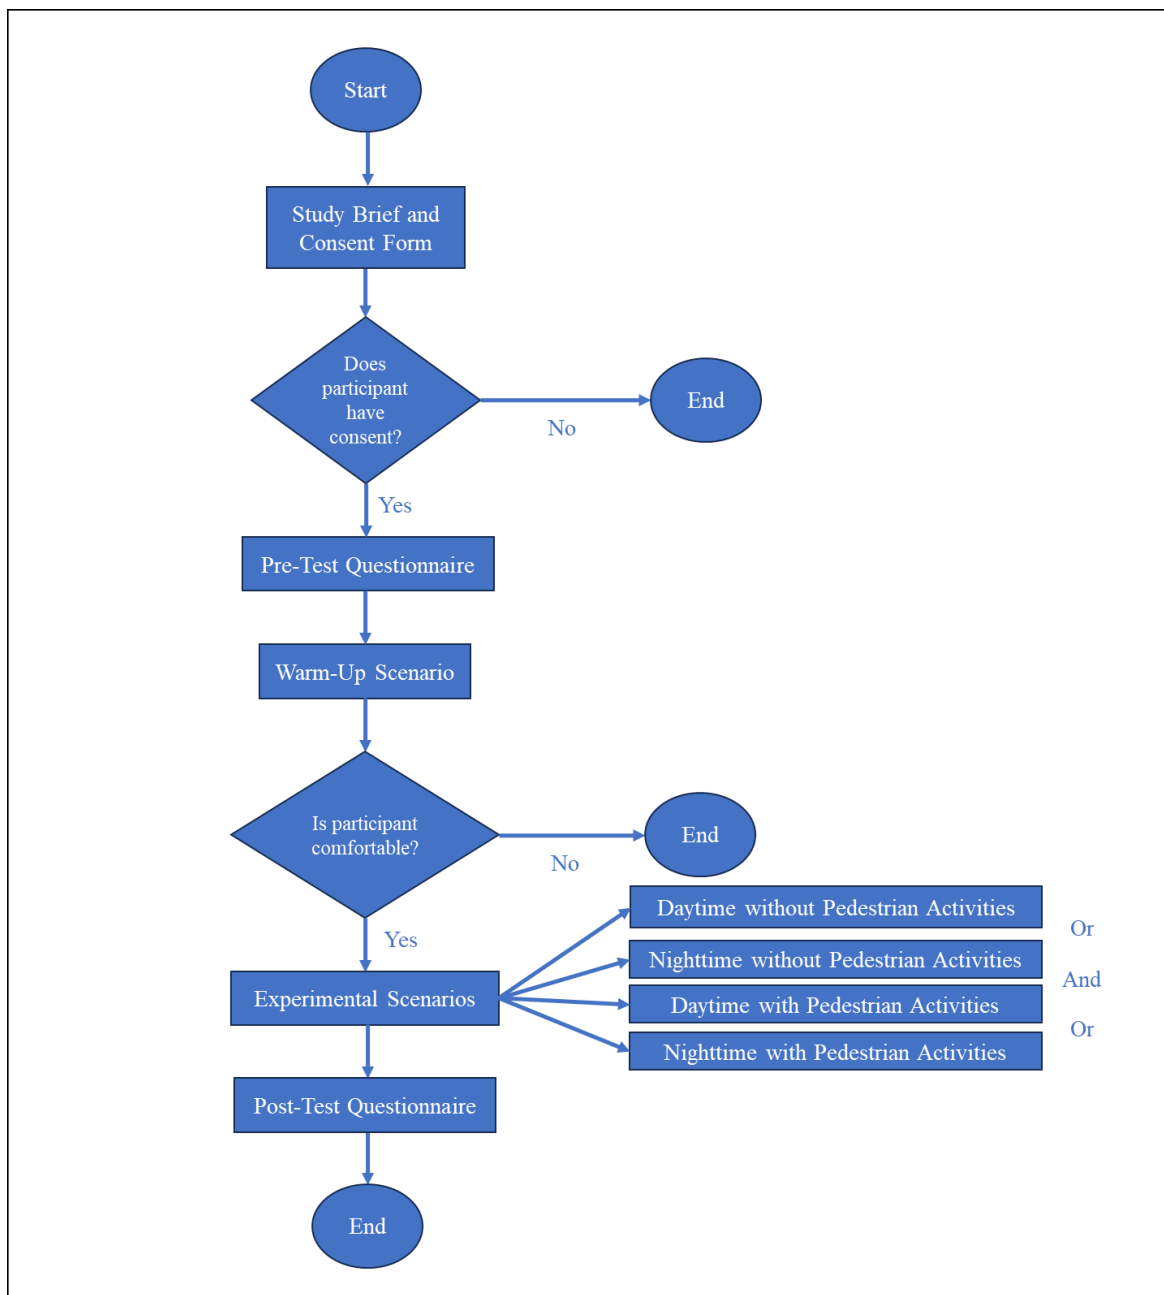 Start
Study Brief and
Consent Form
Does
participant
have
consent?
No
End
Yes
Pre-Test Questionnaire
Warm-Up Scenario
Is participant
comfortable?
No
End
Yes
Experimental Scenarios
Daytime without Pedestrian Activities
Or
Nighttime without Pedestrian Activities
And
Daytime with Pedestrian Activities
Or
Nighttime with Pedestrian Activities
Post-Test Questionnaire
End